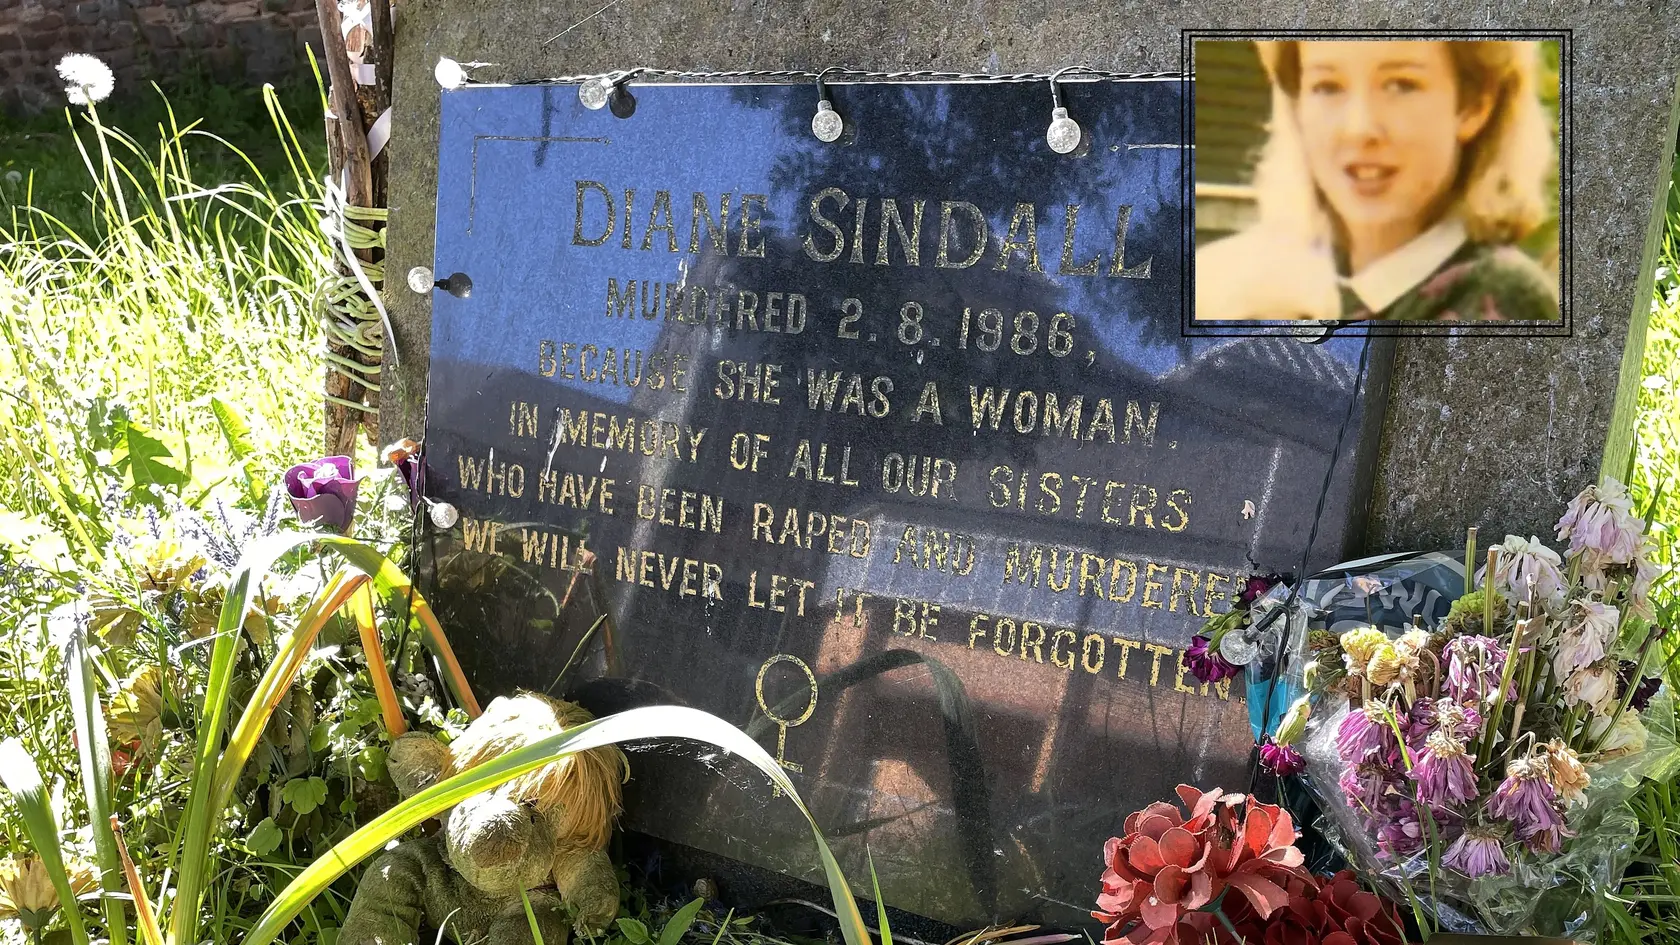 DIANE SINDALL
MURDERED 2.8.1986,
BECAUSE SHE WAS A WOMAN.
IN MEMORY OF ALL OUR SISTERS
WHO HAVE BEEN RAPED AND MURDERED
WE WILL NEVER LET IT BE FORGOTTEN.